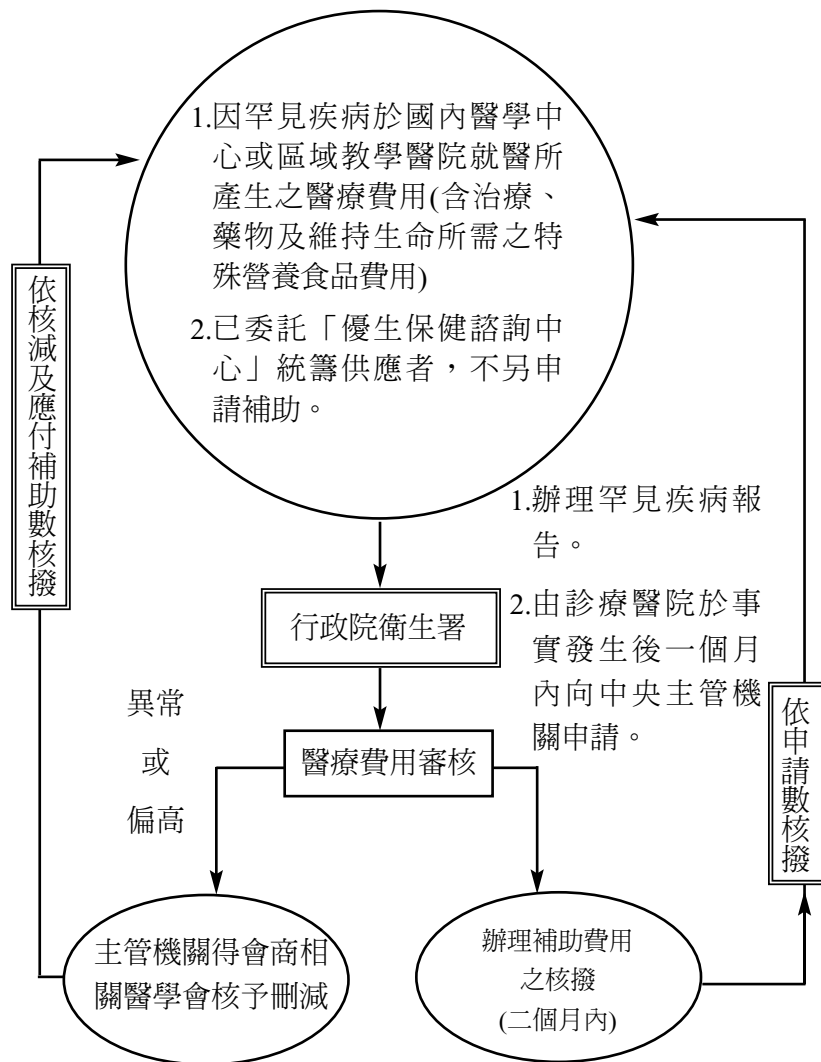 1.因罕見疾病於國內醫學中
心或區域教學醫院就醫所
產生之醫療費用(含治療、
藥物及維持生命所需之特
殊營養食品費用)
2.已委託「優生保健諮詢中
心」統籌供應者，不另申
請補助。
依核減及應付補助數核撥
1.辦理罕見疾病報
告。
2.由診療醫院於事
實發生後一個月
內向中央主管機
關申請。
行政院衛生署
醫療費用審核
異常
或
偏高
依申請數核撥
主管機關得會商相
關醫學會核予刪減
辦理補助費用
之核撥
(二個月內)